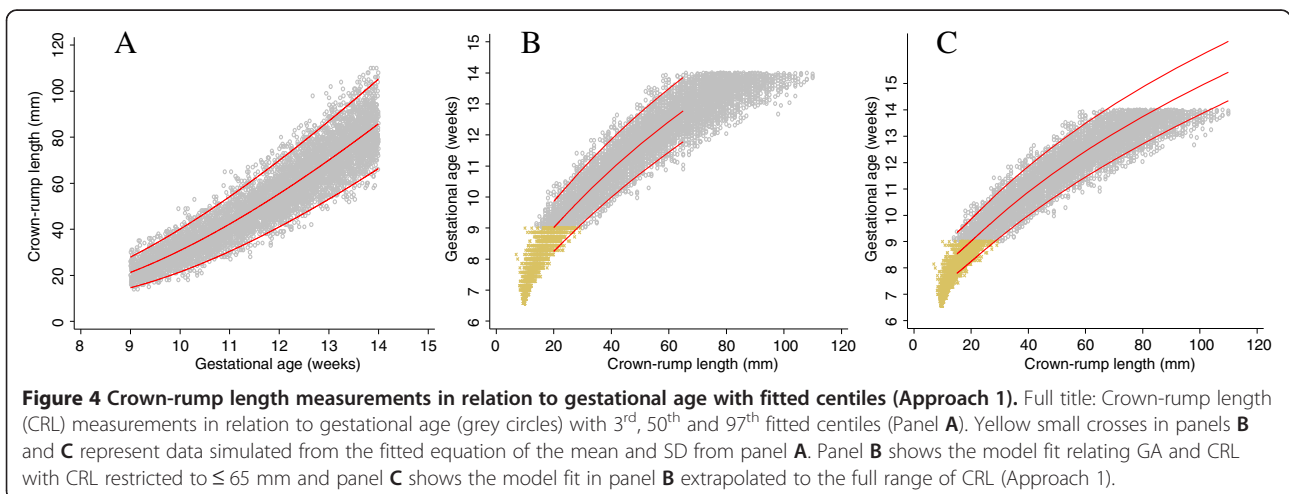 A
B
C
Crown-rump length (mm)
0 20 40 60 80 100 120
8 9 10 11 12 13 14 15
Gestational age (weeks)
Gestational age (weeks)
6 7 8 9 10 11 12 13 14 15
0 20 40 60 80 100 120
Crown-rump length (mm)
Gestational age (weeks)
6 7 8 9 10 11 12 13 14 15
0 20 40 60 80 100 120
Crown-rump length (mm)
Figure 4 Crown-rump length measurements in relation to gestational age with fitted centiles (Approach 1). Full title: Crown-rump length
(CRL) measurements in relation to gestational age (grey circles) with 3rd, 50th and 97th fitted centiles (Panel A). Yellow small crosses in panels B
and C represent data simulated from the fitted equation of the mean and SD from panel A. Panel B shows the model fit relating GA and CRL
with CRL restricted to ≤ 65 mm and panel C shows the model fit in panel B extrapolated to the full range of CRL (Approach 1).